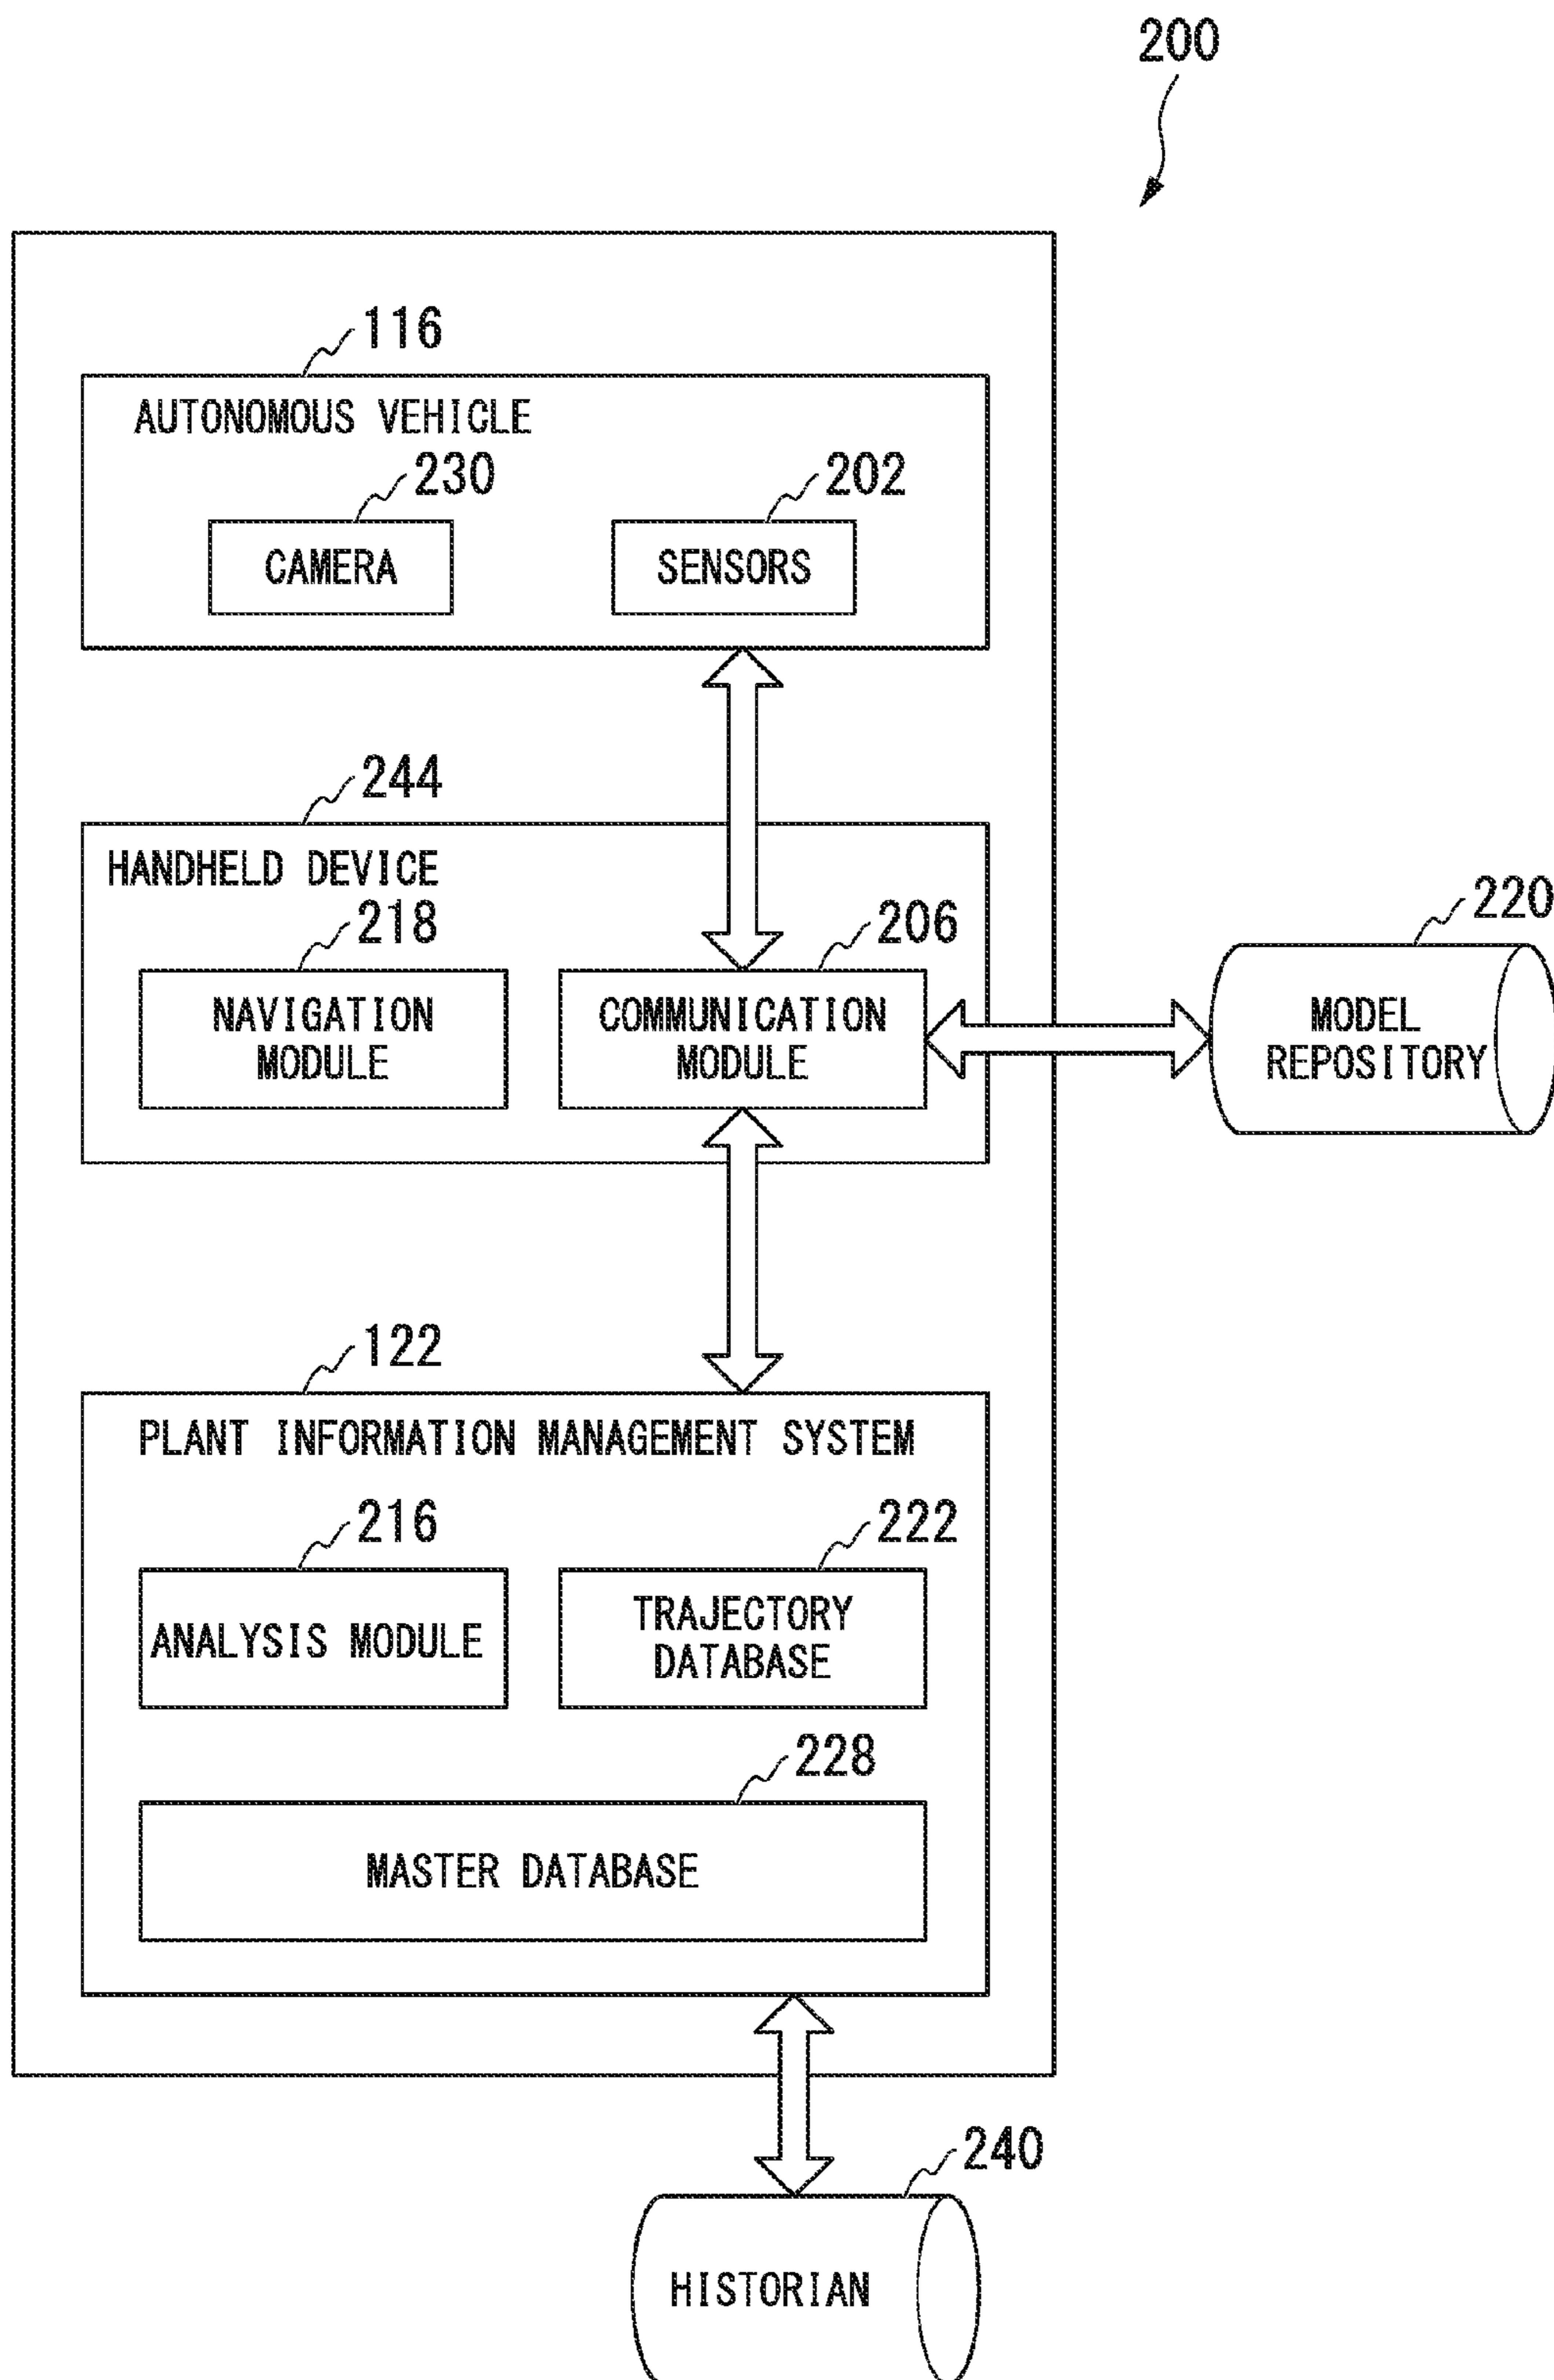 200
116
AUTONOMOUS VEHICLE
230
202
CAMERA
SENSORS
244
HANDHELD DEVICE
218
206
220
NAVIGATION
MODULE
COMMUNICATION
MODULE
MODEL
REPOSITORY
122
PLANT INFORMATION MANAGEMENT SYSTEM
216
222
ANALYSIS MODULE
TRAJECTORY
DATABASE
228
MASTER DATABASE
240
HISTORIAN